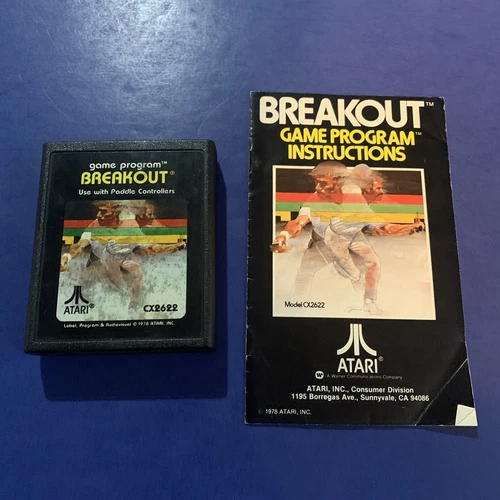 game program™
BREAKOUT®
Use with Paddle Controllers
ATARI®
CX2622
Label, Program & Audiovisual © 1978 ATARI, INC.
BREAKOUT™
GAME PROGRAM™
INSTRUCTIONS
Model CX2622
ATARI®
A Warner Communications Company
ATARI, INC., Consumer Division
1195 Borregas Ave., Sunnyvale, CA 94086
© 1978 ATARI, INC.